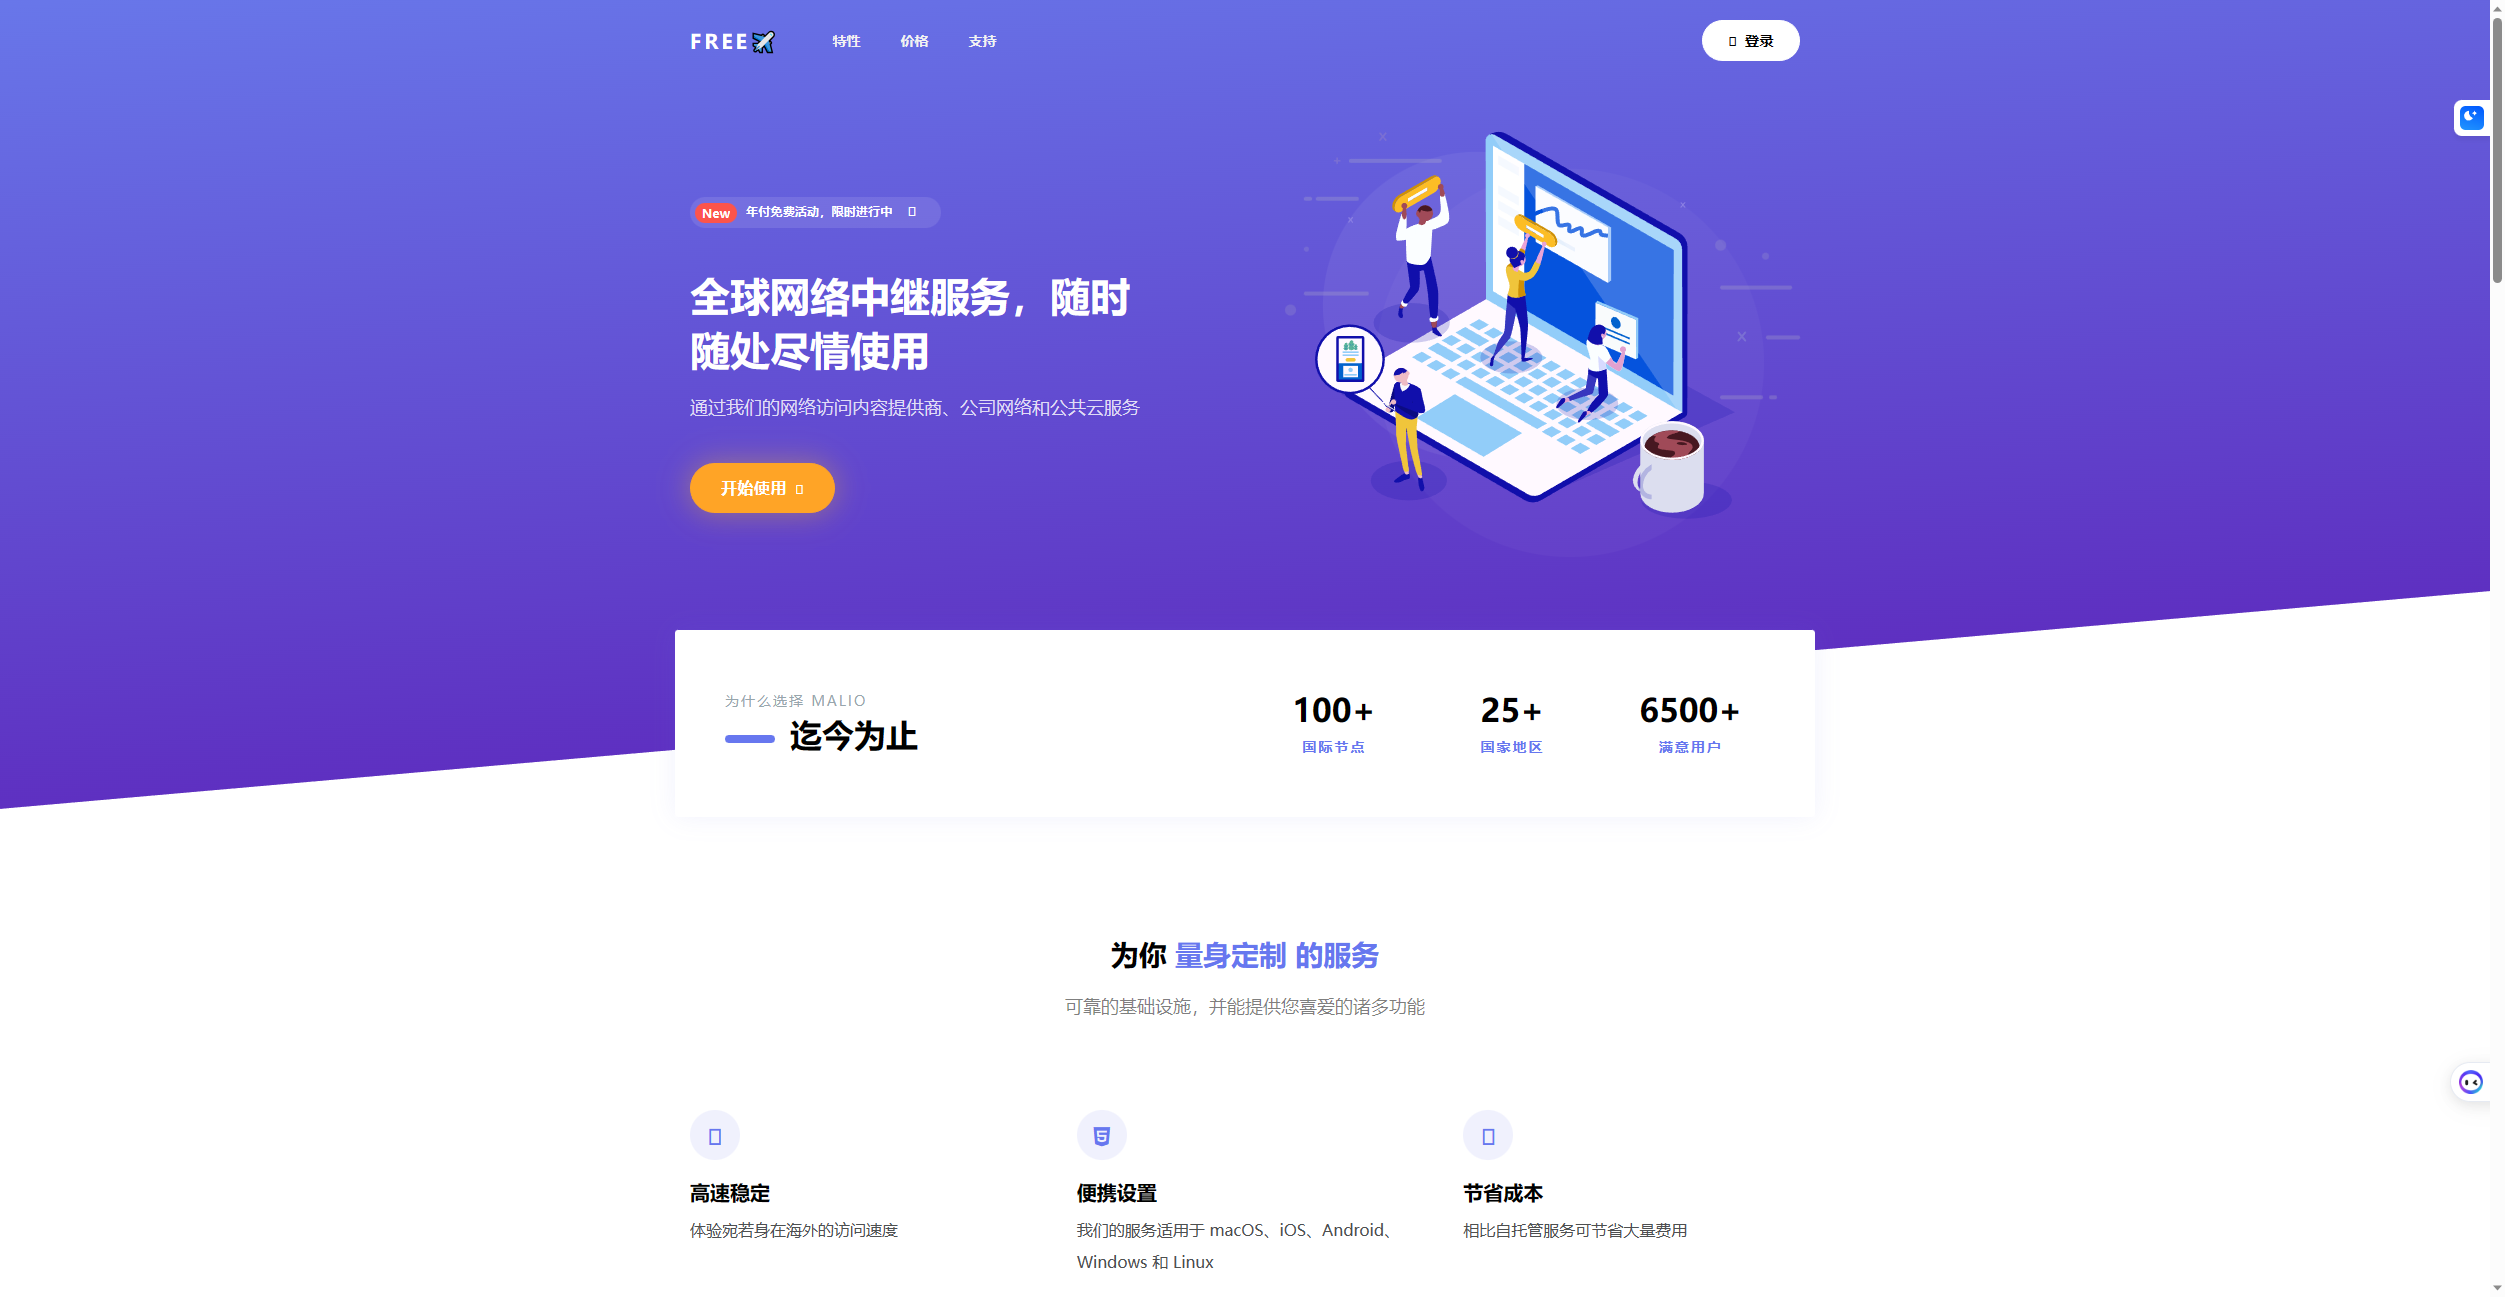 FREE
特性
价格
支持
登录
New 年付免费活动，限时进行中
全球网络中继服务，随时
随处尽情使用
通过我们的网络访问内容提供商、公司网络和公共云服务
开始使用
为什么选择 MALIO
迄今为止
100+
国际节点
25+
国家地区
6500+
满意用户
为你 量身定制 的服务
可靠的基础设施，并能提供您喜爱的诸多功能
高速稳定
体验宛若身在海外的访问速度
便携设置
我们的服务适用于 macOS、iOS、Android、
Windows 和 Linux
节省成本
相比自托管服务可节省大量费用